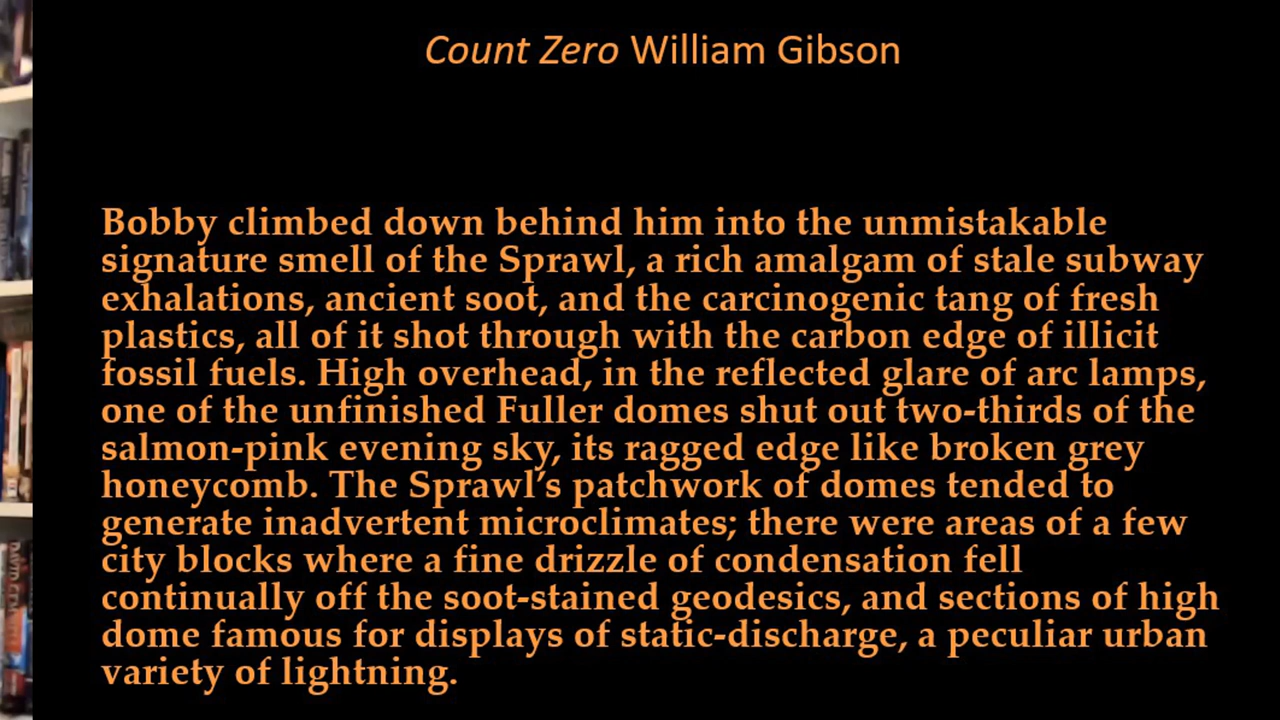 Count Zero William Gibson
Bobby climbed down behind him into the unmistakable
signature smell of the Sprawl, a rich amalgam of stale subway
exhalations, ancient soot, and the carcinogenic tang of fresh
plastics, all of it shot through with the carbon edge of illicit
fossil fuels. High overhead, in the reflected glare of arc lamps,
one of the unfinished Fuller domes shut out two-thirds of the
salmon-pink evening sky, its ragged edge like broken grey
honeycomb. The Sprawl’s patchwork of domes tended to
generate inadvertent microclimates; there were areas of a few
city blocks where a fine drizzle of condensation fell
continually off the soot-stained geodesics, and sections of high
dome famous for displays of static-discharge, a peculiar urban
variety of lightning.